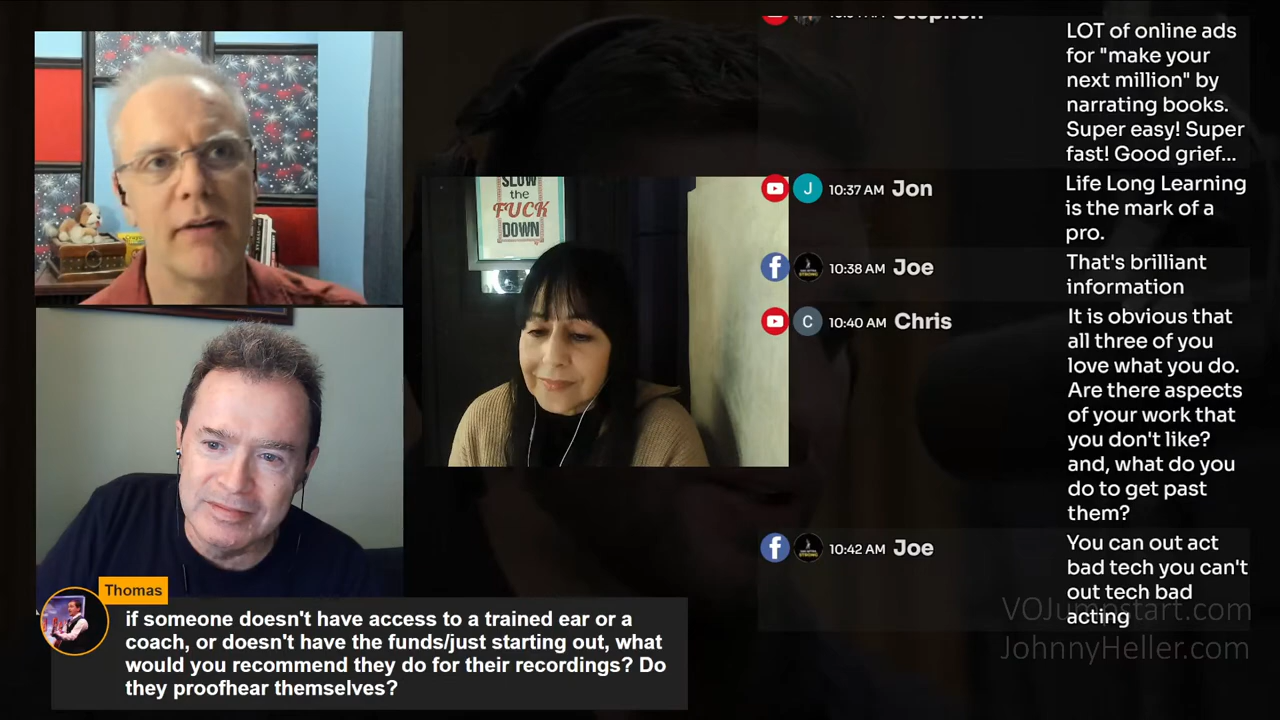 SLOW
the
FUCK
DOWN
Stephen
LOT of online ads
for "make your
next million" by
narrating books.
Super easy! Super
fast! Good grief...
J 10:37 AM Jon
Life Long Learning
is the mark of a
pro.
10:38 AM Joe
That's brilliant
information
C 10:40 AM Chris
It is obvious that
all three of you
love what you do.
Are there aspects
of your work that
you don't like?
and, what do you
do to get past
them?
10:42 AM Joe
You can out act
bad tech you can't
out tech bad
acting
VOJumpstart.com
JohnnyHeller.com
Thomas
if someone doesn't have access to a trained ear or a
coach, or doesn't have the funds/just starting out, what
would you recommend they do for their recordings? Do
they proofhear themselves?